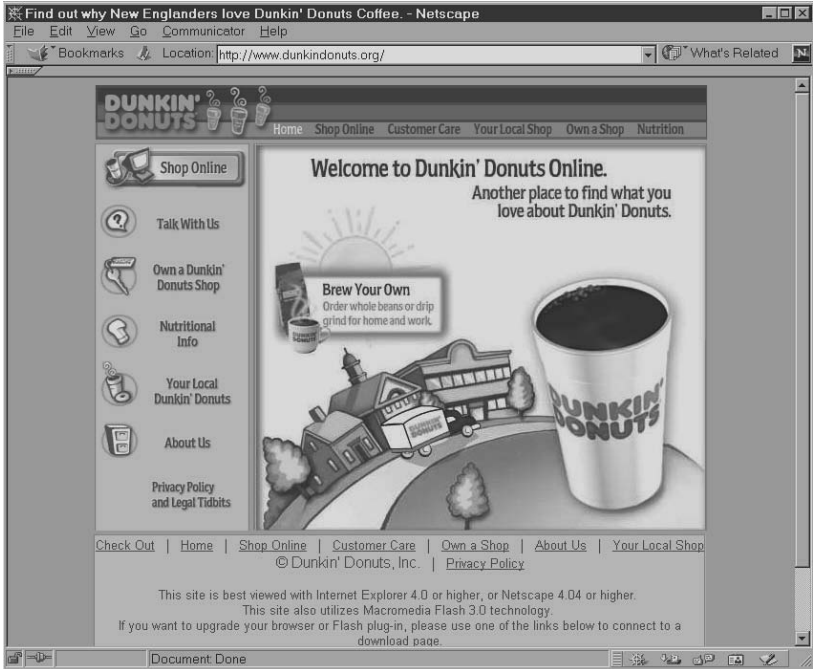 Find out why New Englanders love Dunkin' Donuts Coffee. - Netscape
File Edit View Go Communicator Help
Bookmarks Location: http://www.dunkindonuts.org/ What's Related N
DUNKIN'
DONUTS
Home Shop Online Customer Care Your Local Shop Own a Shop Nutrition
Shop Online
Talk With Us
Own a Dunkin'
Donuts Shop
Nutritional
Info
Your Local
Dunkin' Donuts
About Us
Privacy Policy
and Legal Tidbits
Welcome to Dunkin' Donuts Online.
Another place to find what you
love about Dunkin' Donuts.
Brew Your Own
Order whole beans or drip
grind for home and work.
DUNKIN'
DONUTS
DUNKIN'
DONUTS
DUNKIN'
DONUTS
Check Out | Home | Shop Online | Customer Care | Own a Shop | About Us | Your Local Shop
© Dunkin' Donuts, Inc. | Privacy Policy
This site is best viewed with Internet Explorer 4.0 or higher, or Netscape 4.04 or higher.
This site also utilizes Macromedia Flash 3.0 technology.
If you want to upgrade your browser or Flash plug-in, please use one of the links below to connect to a
download page.
Document: Done